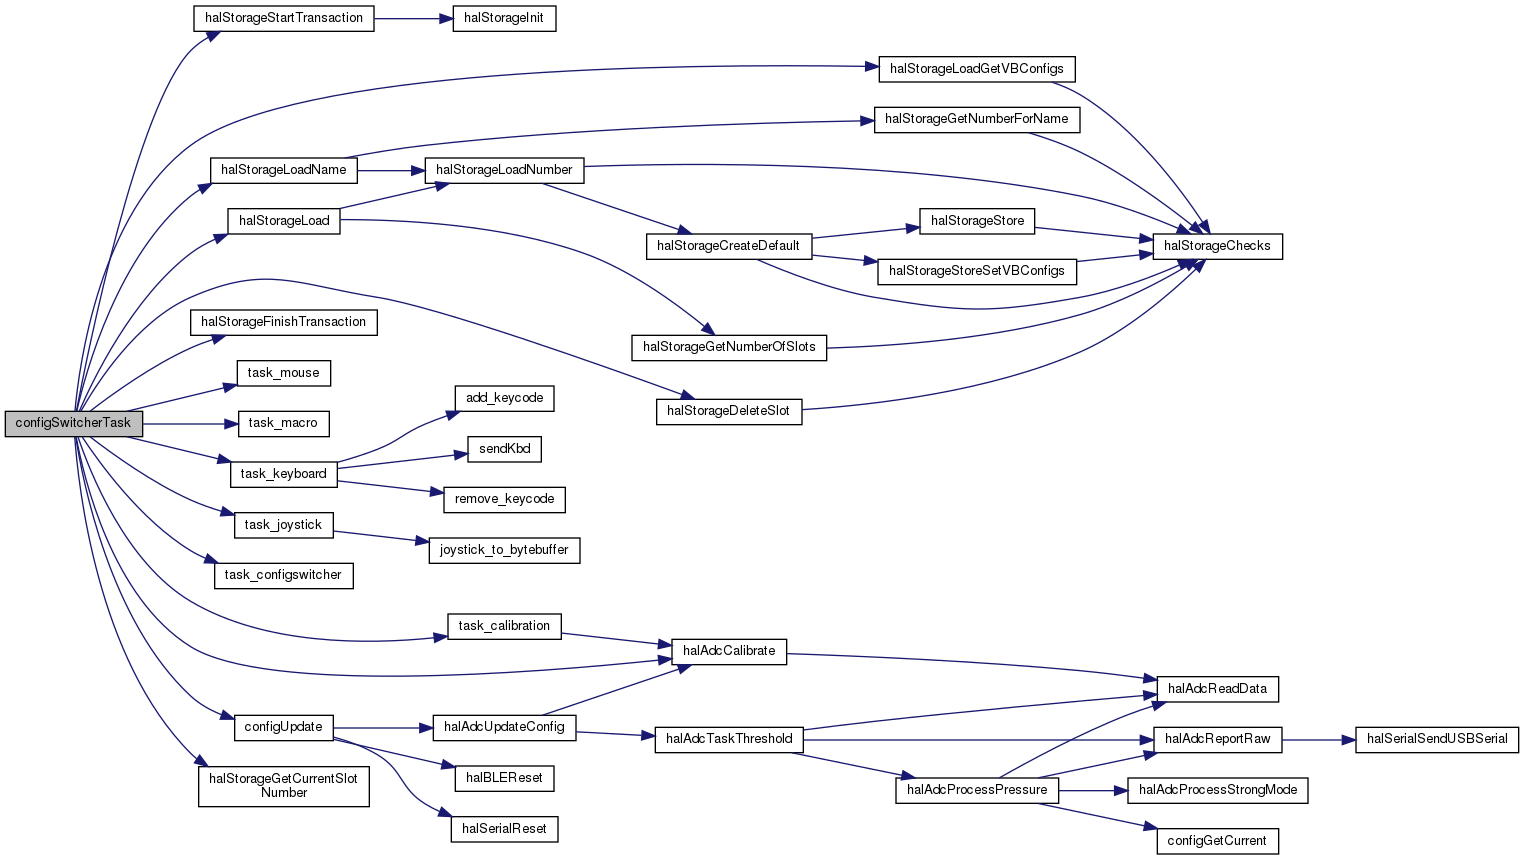 halStorageStartTransaction
halStorageInit
halStorageLoadGetVBConfigs
halStorageGetNumberForName
halStorageLoadName
halStorageLoadNumber
halStorageLoad
halStorageStore
halStorageCreateDefault
halStorageChecks
halStorageStoreSetVBConfigs
halStorageFinishTransaction
halStorageGetNumberOfSlots
task_mouse
add_keycode
halStorageDeleteSlot
configSwitcherTask
task_macro
sendKbd
task_keyboard
remove_keycode
task_joystick
joystick_to_bytebuffer
task_configswitcher
task_calibration
halAdcCalibrate
halAdcReadData
configUpdate
halAdcUpdateConfig
halAdcTaskThreshold
halAdcReportRaw
halSerialSendUSBSerial
halStorageGetCurrentSlot
Number
halBLEReset
halAdcProcessPressure
halAdcProcessStrongMode
halSerialReset
configGetCurrent